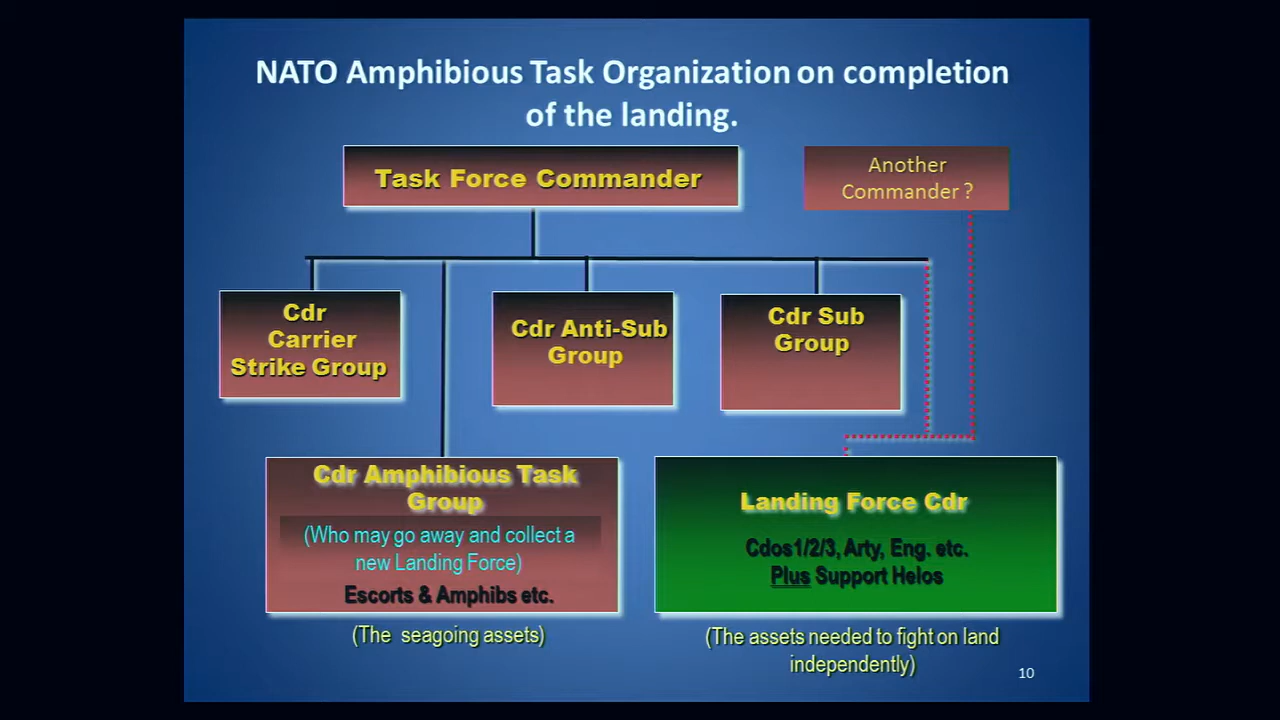 NATO Amphibious Task Organization on completion
of the landing.
Task Force Commander
Another
Commander ?
Cdr
Carrier
Strike Group
Cdr Anti-Sub
Group
Cdr Sub
Group
Cdr Amphibious Task
Group
(Who may go away and collect a
new Landing Force)
Escorts & Amphibs etc.
(The seagoing assets)
Landing Force Cdr
Cdos1/2/3, Arty, Eng. etc.
Plus Support Helos
(The assets needed to fight on land
independently)
10